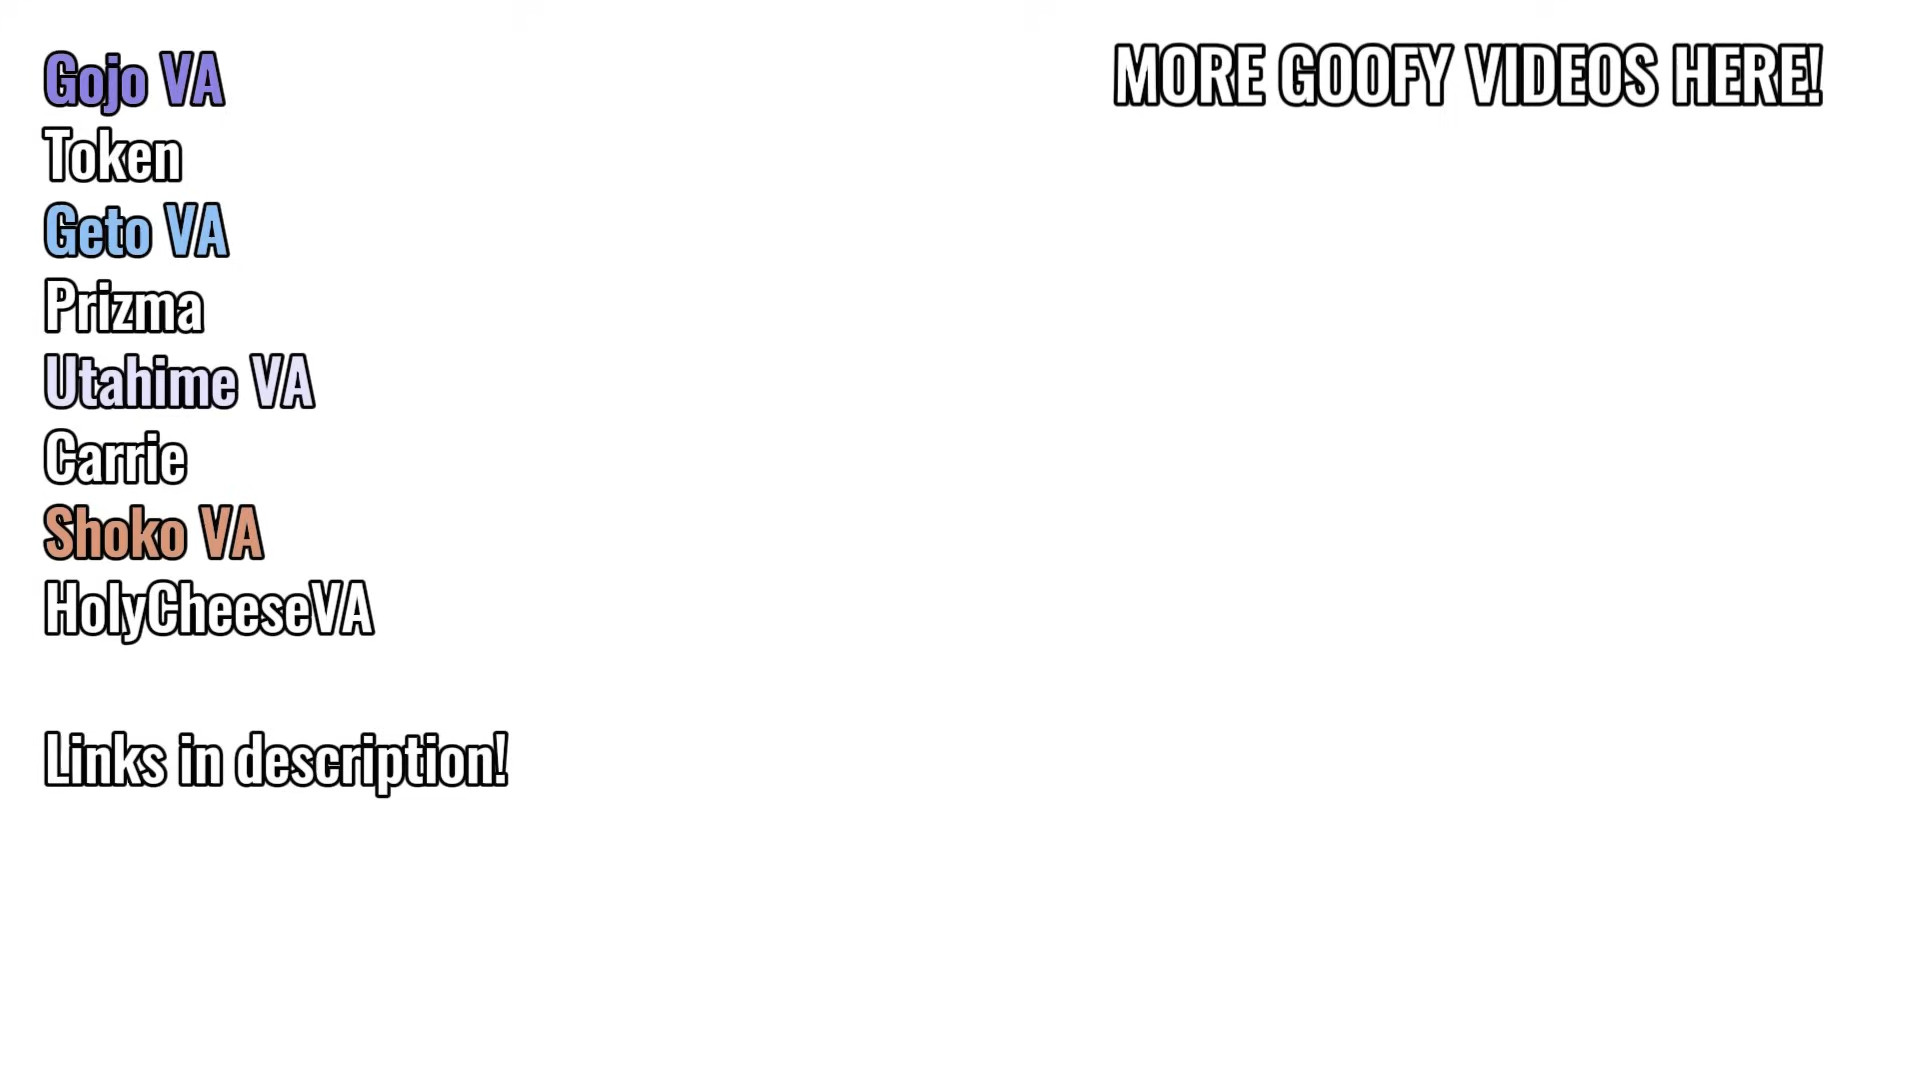 Gojo VA
Token
Geto VA
Prizma
Utahime VA
Carrie
Shoko VA
HolyCheeseVA
Links in description!
MORE GOOFY VIDEOS HERE!